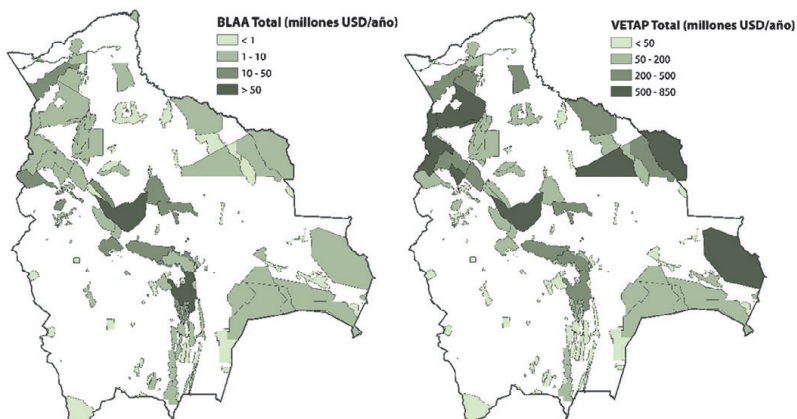 BLAA Total (millones USD/año)
< 1
1 - 10
10 - 50
> 50
VETAP Total (millones USD/año)
< 50
50 - 200
200 - 500
500 - 850